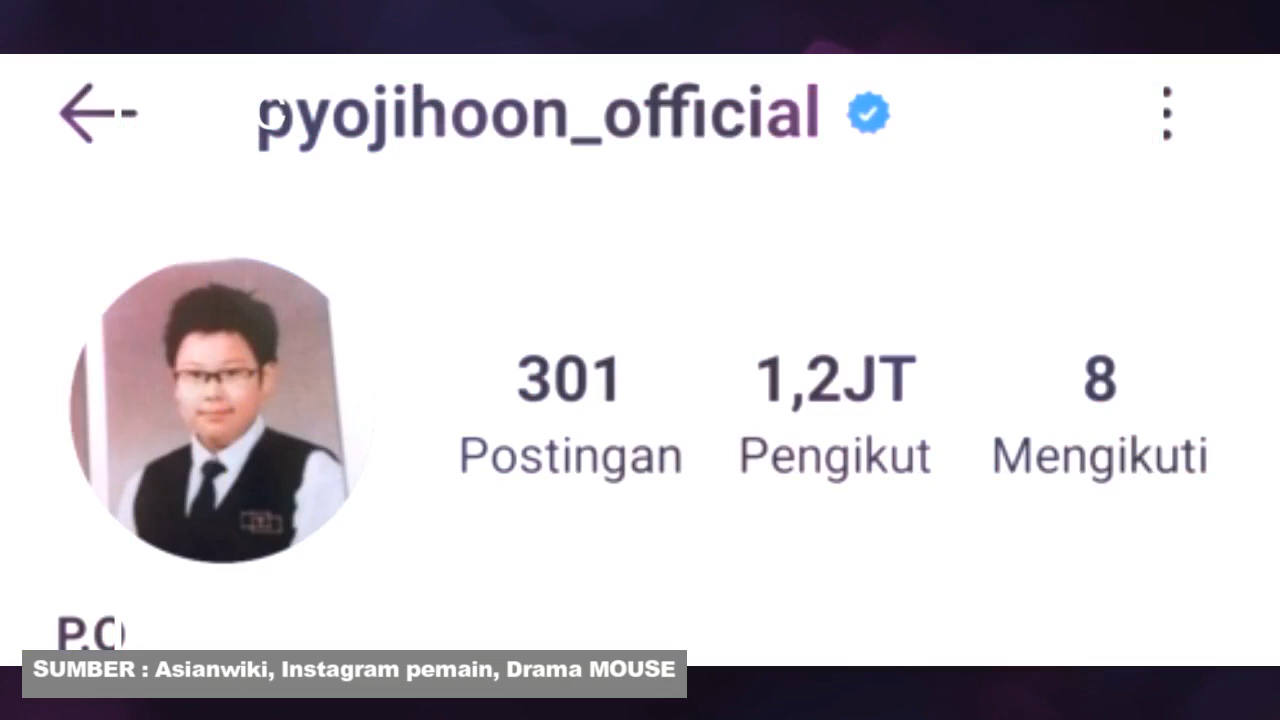 pyojihoon_official
301 1,2JT 8
Postingan Pengikut Mengikuti
P.O
SUMBER : Asianwiki, Instagram pemain, Drama MOUSE